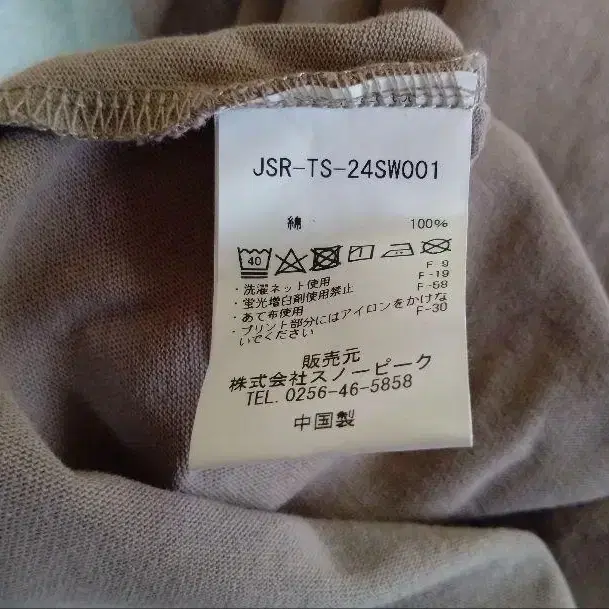 JSR-TS-24SW001
綿 100%
40
・洗濯ネット使用 F-9
・蛍光増白剤使用禁止 F-19
・あて布使用 F-58
・プリント部分にはアイロンをかけな F-30
いでください
販売元
株式会社スノーピーク
TEL. 0256-46-5858
中国製